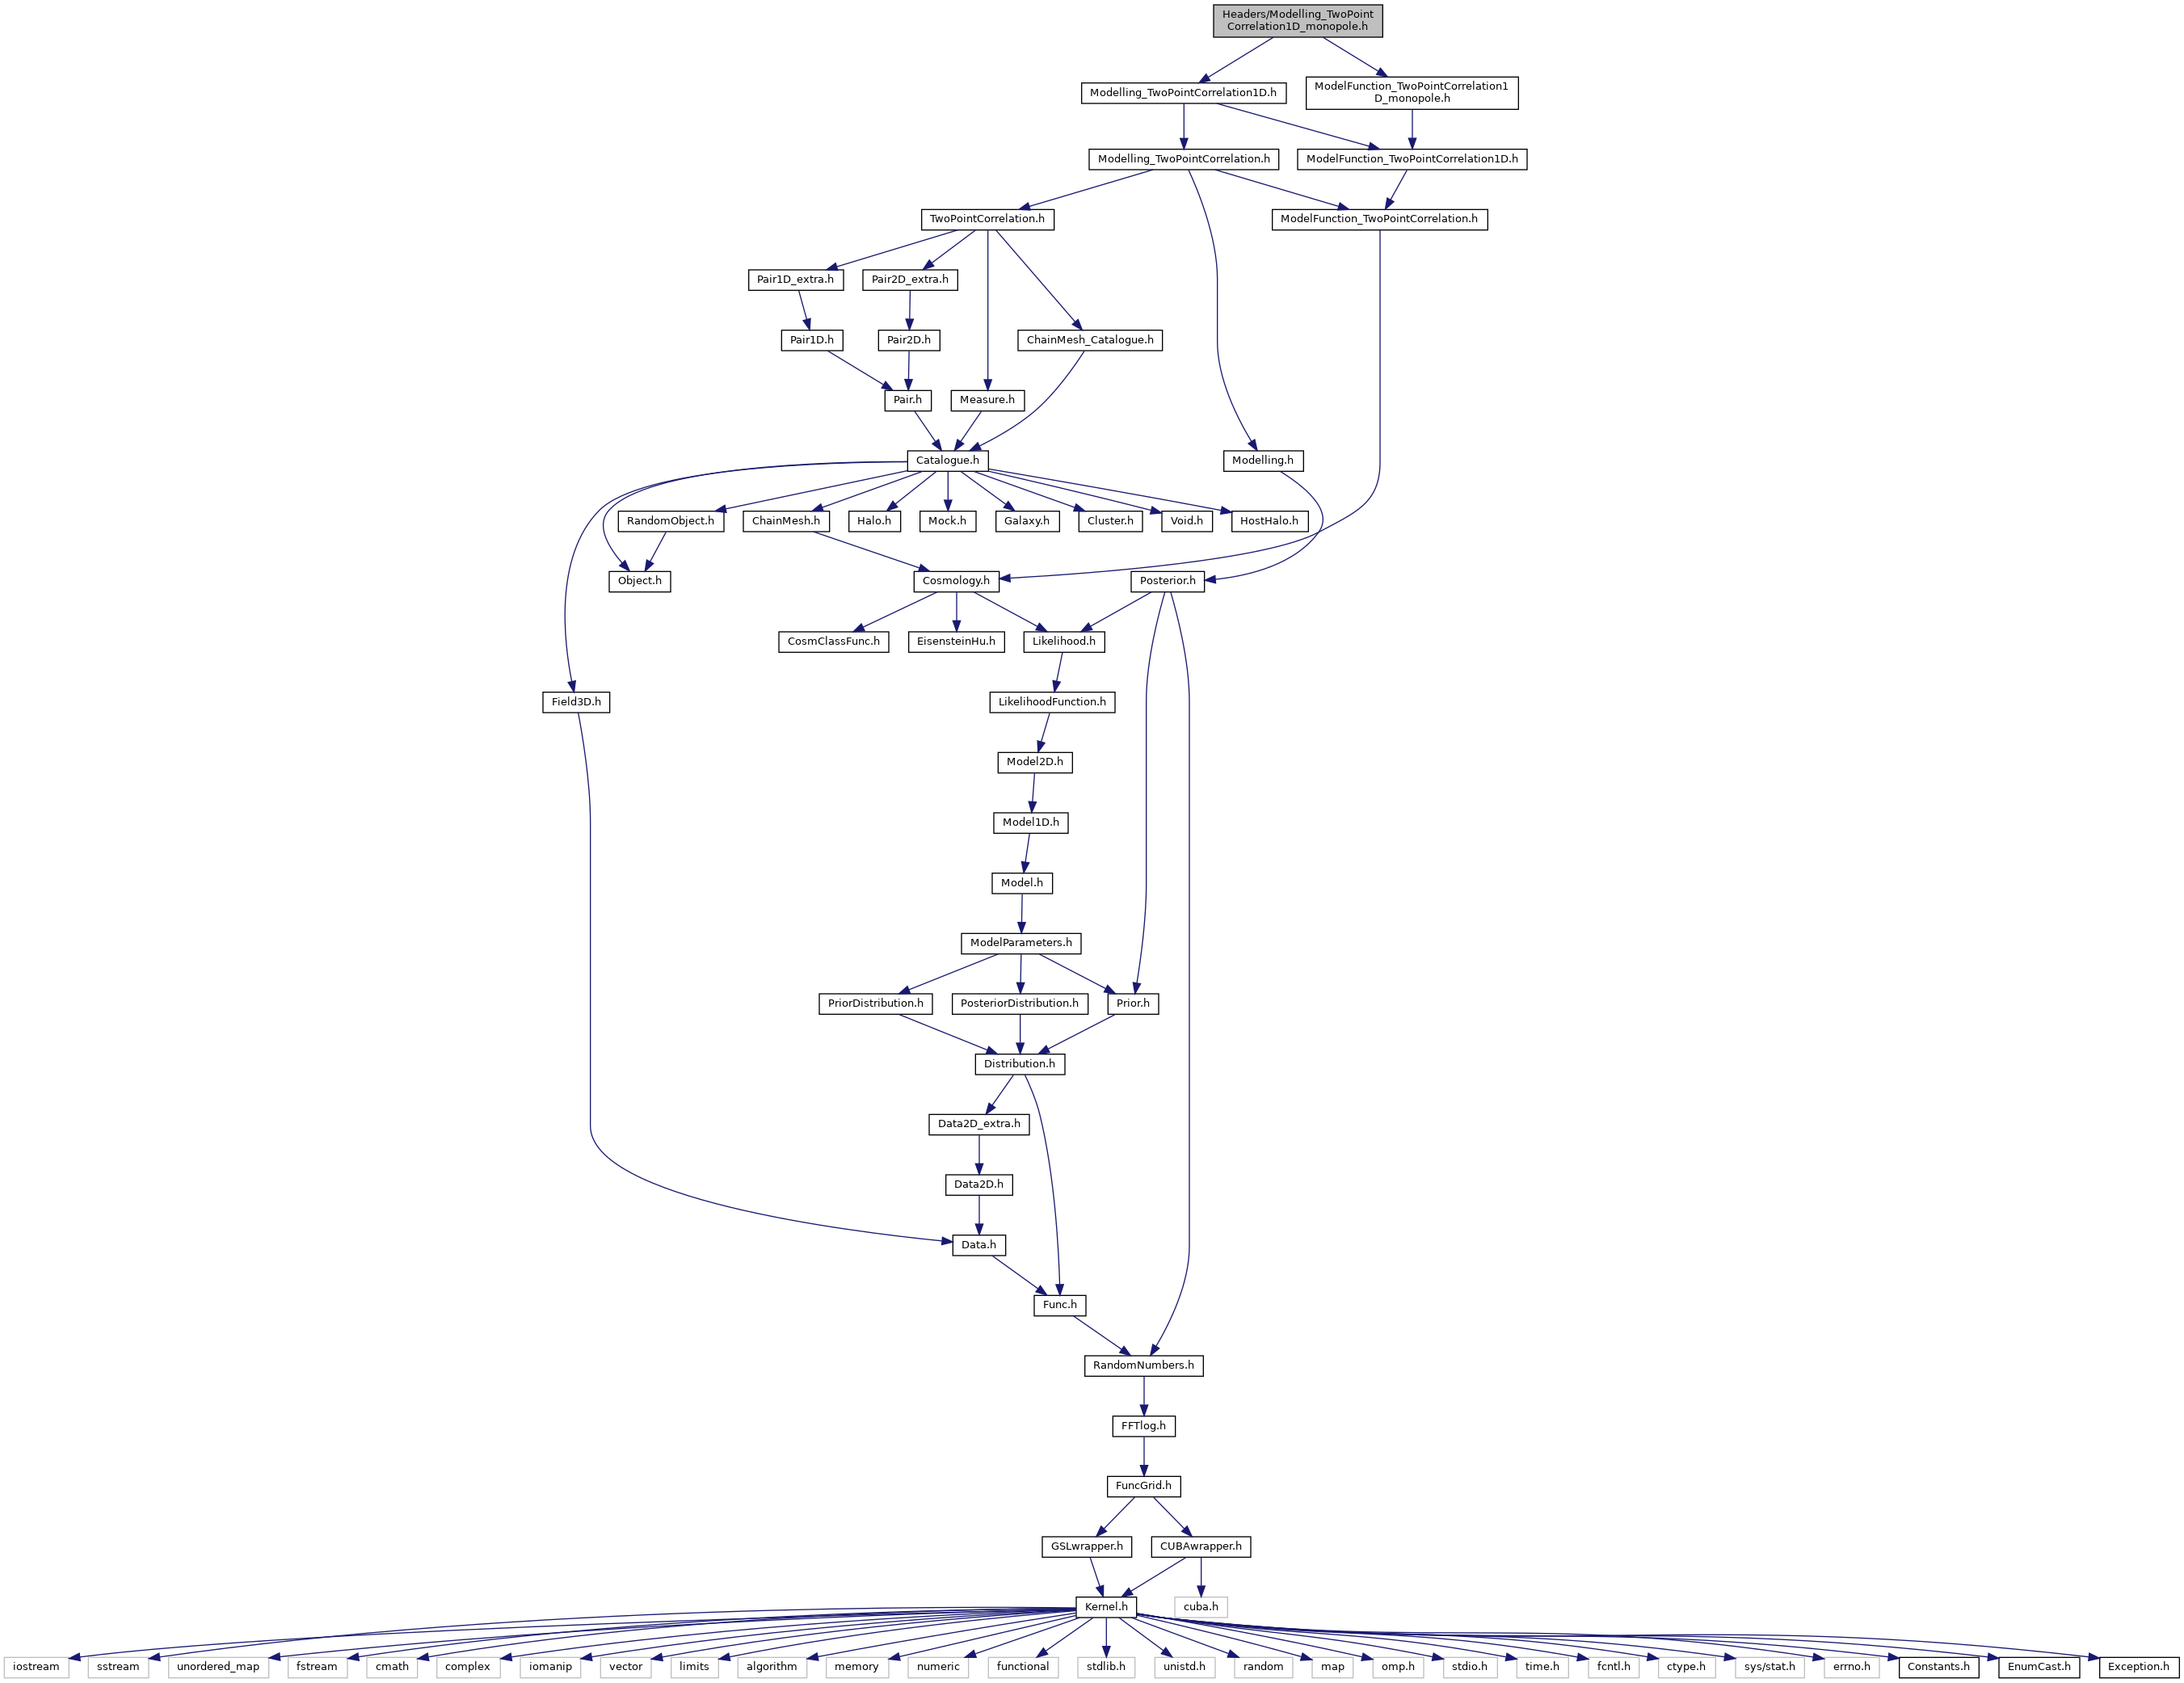 Headers/Modelling_TwoPoint
Correlation1D_monopole.h
Modelling_TwoPointCorrelation1D.h
ModelFunction_TwoPointCorrelation1
D_monopole.h
Modelling_TwoPointCorrelation.h
ModelFunction_TwoPointCorrelation1D.h
TwoPointCorrelation.h
ModelFunction_TwoPointCorrelation.h
Pair1D_extra.h
Pair2D_extra.h
Pair1D.h
Pair2D.h
ChainMesh_Catalogue.h
Pair.h
Measure.h
Catalogue.h
Modelling.h
RandomObject.h
ChainMesh.h
Halo.h
Mock.h
Galaxy.h
Cluster.h
Void.h
HostHalo.h
Object.h
Cosmology.h
Posterior.h
CosmClassFunc.h
EisensteinHu.h
Likelihood.h
Field3D.h
LikelihoodFunction.h
Model2D.h
Model1D.h
Model.h
ModelParameters.h
PriorDistribution.h
PosteriorDistribution.h
Prior.h
Distribution.h
Data2D_extra.h
Data2D.h
Data.h
Func.h
RandomNumbers.h
FFTlog.h
FuncGrid.h
GSLwrapper.h
CUBAwrapper.h
Kernel.h
cuba.h
iostream
sstream
unordered_map
fstream
cmath
complex
iomanip
vector
limits
algorithm
memory
numeric
functional
stdlib.h
unistd.h
random
map
omp.h
stdio.h
time.h
fcntl.h
ctype.h
sys/stat.h
errno.h
Constants.h
EnumCast.h
Exception.h